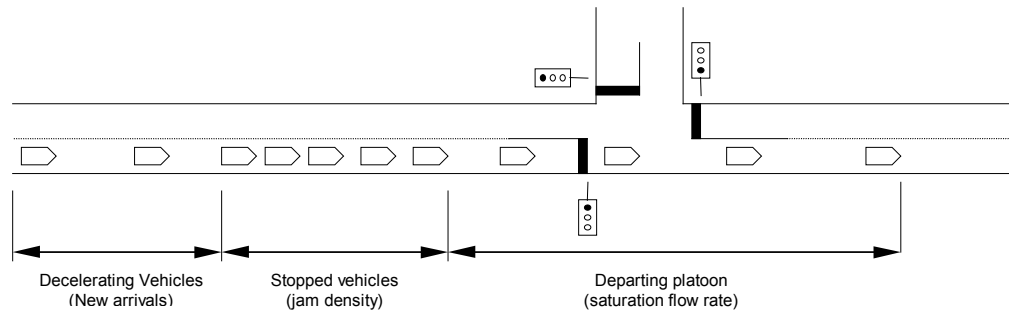 Decelerating Vehicles
(New arrivals)
Stopped vehicles
(jam density)
Departing platoon
(saturation flow rate)